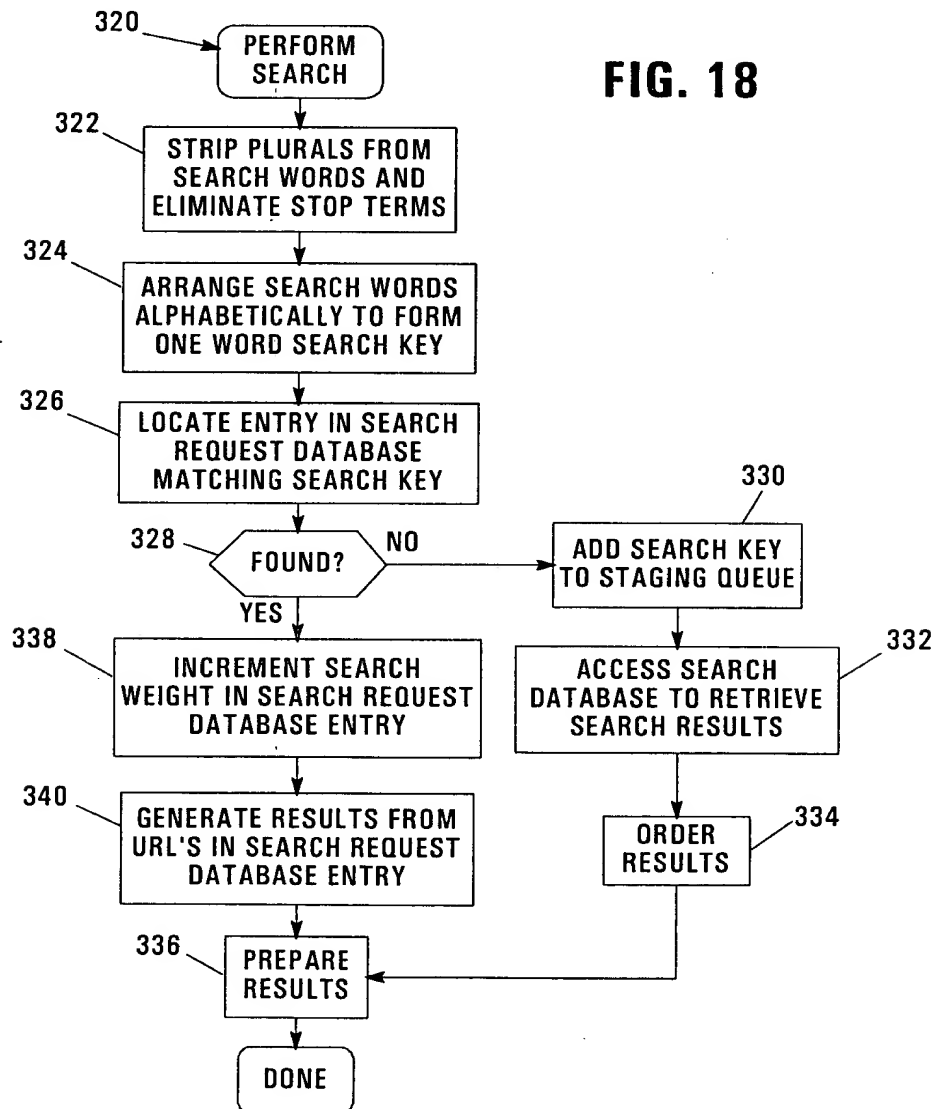 320
PERFORM
SEARCH
FIG. 18
322
STRIP PLURALS FROM
SEARCH WORDS AND
ELIMINATE STOP TERMS
324
ARRANGE SEARCH WORDS
ALPHABETICALLY TO FORM
ONE WORD SEARCH KEY
326
LOCATE ENTRY IN SEARCH
REQUEST DATABASE
MATCHING SEARCH KEY
328
FOUND?
NO
YES
330
ADD SEARCH KEY
TO STAGING QUEUE
338
INCREMENT SEARCH
WEIGHT IN SEARCH REQUEST
DATABASE ENTRY
332
ACCESS SEARCH
DATABASE TO RETRIEVE
SEARCH RESULTS
340
GENERATE RESULTS FROM
URL'S IN SEARCH REQUEST
DATABASE ENTRY
334
ORDER
RESULTS
336
PREPARE
RESULTS
DONE